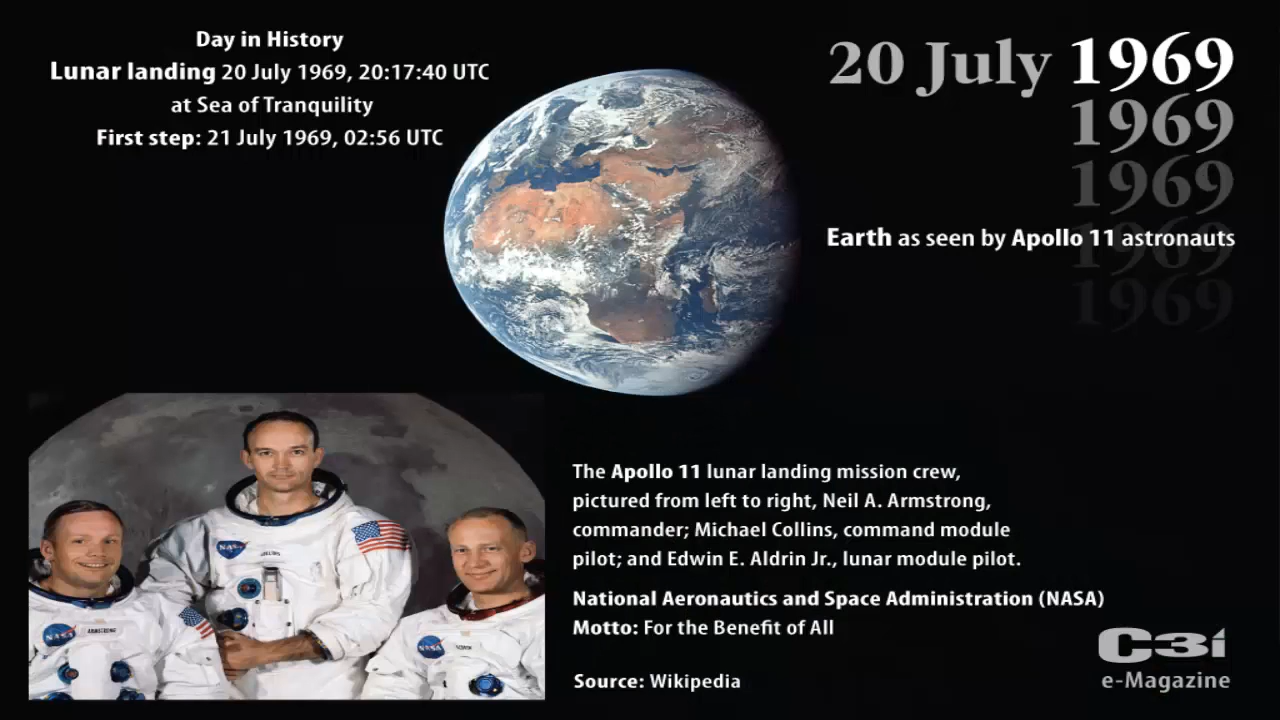 Day in History
Lunar landing 20 July 1969, 20:17:40 UTC
at Sea of Tranquility
First step: 21 July 1969, 02:56 UTC
20 July 1969
1969
1969
1969
1969
Earth as seen by Apollo 11 astronauts
The Apollo 11 lunar landing mission crew,
pictured from left to right, Neil A. Armstrong,
commander; Michael Collins, command module
pilot; and Edwin E. Aldrin Jr., lunar module pilot.
National Aeronautics and Space Administration (NASA)
Motto: For the Benefit of All
Source: Wikipedia
C3i
e-Magazine
NASA
COLLINS
NASA
ARMSTRONG
NASA